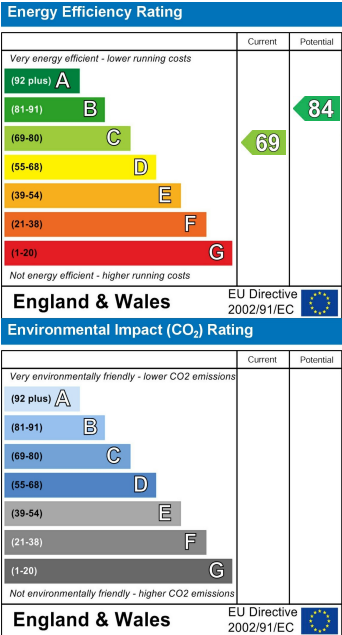 Energy Efficiency Rating
Current Potential
Very energy efficient - lower running costs
(92 plus) A
(81-91) B
84
(69-80) C
69
(55-68) D
(39-54) E
(21-38) F
(1-20) G
Not energy efficient - higher running costs
England & Wales
EU Directive
2002/91/EC
Environmental Impact (CO₂) Rating
Current Potential
Very environmentally friendly - lower CO2 emissions
(92 plus) A
(81-91) B
(69-80) C
(55-68) D
(39-54) E
(21-38) F
(1-20) G
Not environmentally friendly - higher CO2 emissions
England & Wales
EU Directive
2002/91/EC